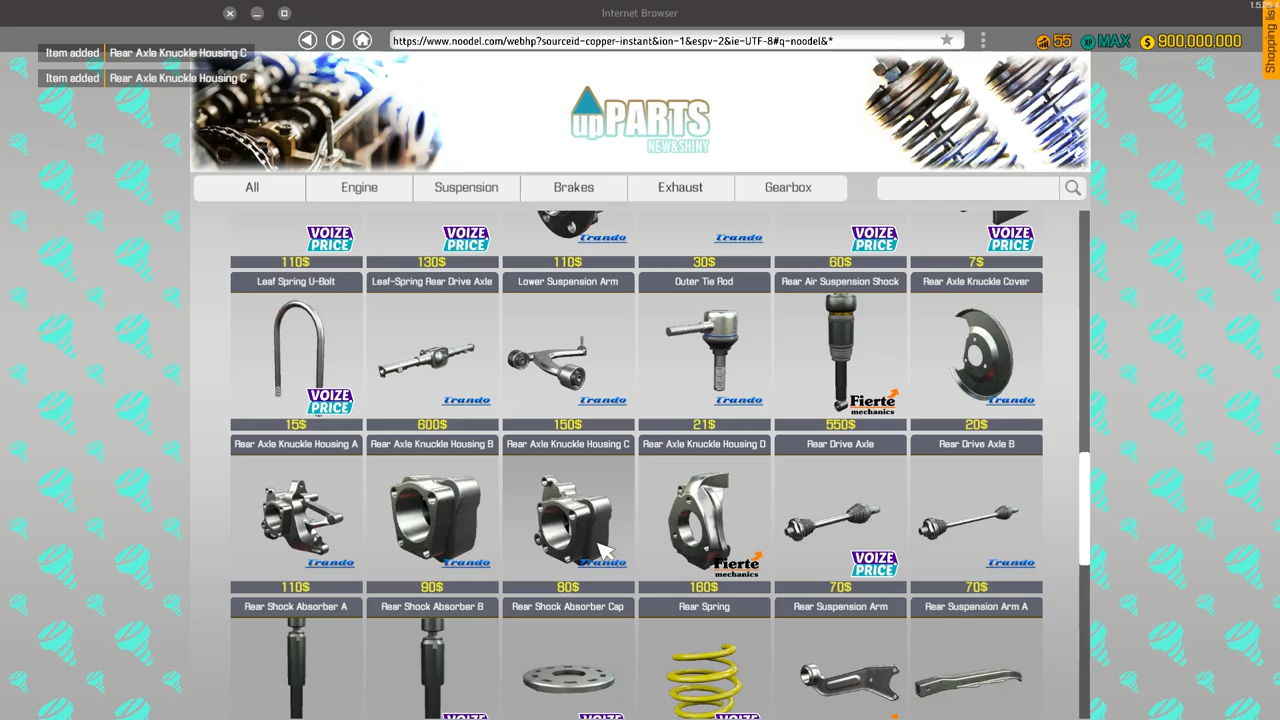 Internet Browser
1.5.25.4
Shopping list
https://www.noodel.com/webhp?sourceid-copper-instant&ion-1&espv-2&ie-UTF-8#q-noodel&*
55 XP MAX $ 900,000,000
Item added Rear Axle Knuckle Housing C
Item added Rear Axle Knuckle Housing C
upPARTS
NEW&SHINY
All Engine Suspension Brakes Exhaust Gearbox
VOIZE PRICE VOIZE PRICE Trando Trando VOIZE PRICE VOIZE PRICE
110$ 130$ 110$ 30$ 60$ 7$
Leaf Spring U-Bolt Leaf-Spring Rear Drive Axle Lower Suspension Arm Outer Tie Rod Rear Air Suspension Shock Rear Axle Knuckle Cover
VOIZE PRICE Trando Trando Trando Fierte mechanics Trando
15$ 600$ 150$ 21$ 550$ 20$
Rear Axle Knuckle Housing A Rear Axle Knuckle Housing B Rear Axle Knuckle Housing C Rear Axle Knuckle Housing D Rear Drive Axle Rear Drive Axle B
Trando Trando Trando Fierte mechanics VOIZE PRICE Trando
110$ 90$ 80$ 160$ 70$ 70$
Rear Shock Absorber A Rear Shock Absorber B Rear Shock Absorber Cap Rear Spring Rear Suspension Arm Rear Suspension Arm A